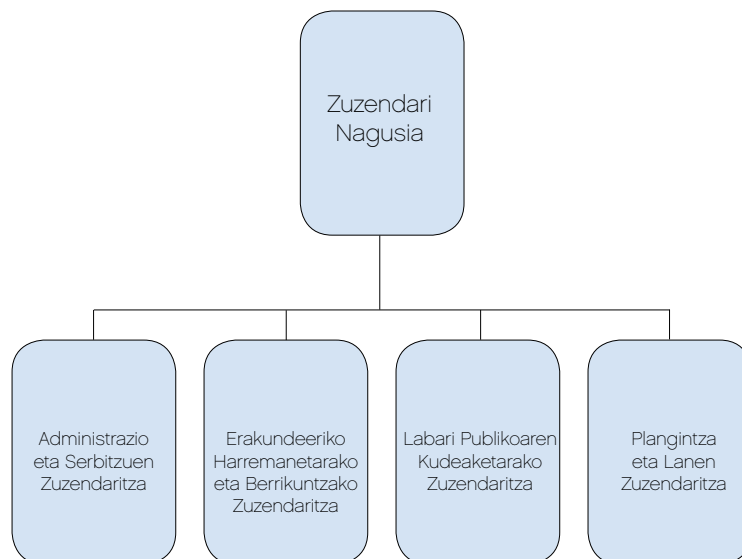 Zuzendari
Nagusia
Administrazio
eta Serbitzuen
Zuzendaritza
Erakundeeriko
Harremanetarako
eta Berrikuntzako
Zuzendaritza
Labari Publikoaren
Kudeaketarako
Zuzendaritza
Plangintza
eta Lanen
Zuzendaritza